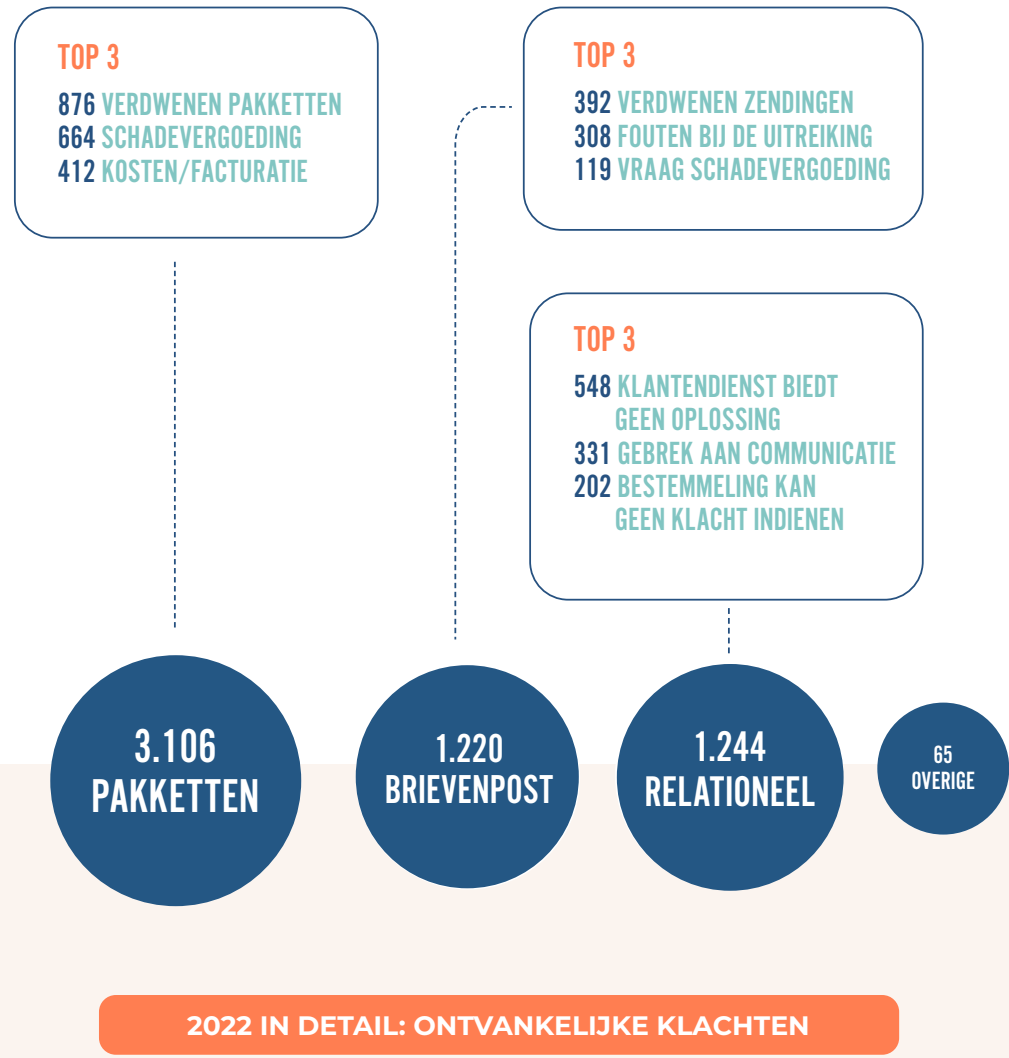 TOP 3
876 VERDWENEN PAKKETTEN
664 SCHADEVERGOEDING
412 KOSTEN/FACTURATIE
TOP 3
392 VERDWENEN ZENDINGEN
308 FOUTEN BIJ DE UITREIKING
119 VRAAG SCHADEVERGOEDING
TOP 3
548 KLANTENDIENST BIEDT
GEEN OPLOSSING
331 GEBREK AAN COMMUNICATIE
202 BESTEMMELING KAN
GEEN KLACHT INDIENEN
3.106
PAKKETTEN
1.220
BRIEVENPOST
1.244
RELATIONEEL
65
OVERIGE
2022 IN DETAIL: ONTVANKELIJKE KLACHTEN